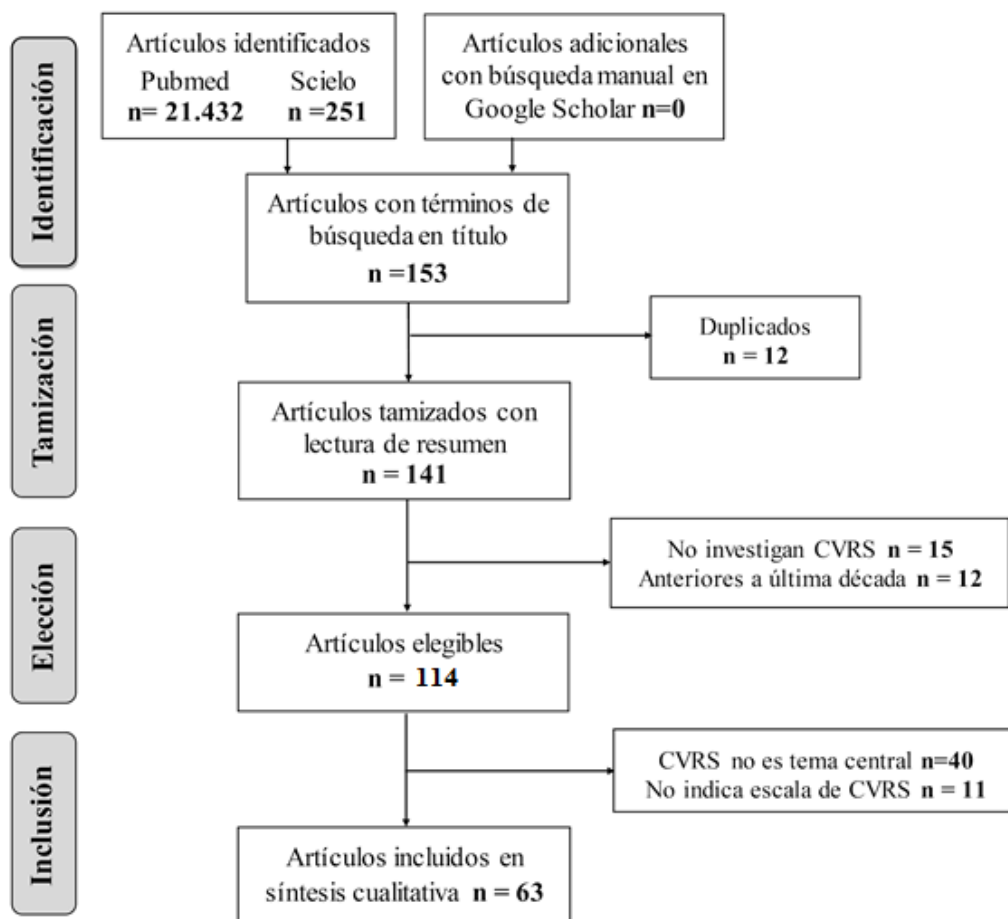 Identificación
Artículos identificados
Pubmed Scielo
n= 21.432 n =251
Artículos adicionales
con búsqueda manual en
Google Scholar n=0
Artículos con términos de
búsqueda en título
n =153
Tamización
Duplicados
n = 12
Artículos tamizados con
lectura de resumen
n = 141
Elección
No investigan CVRS n = 15
Anteriores a última década n = 12
Artículos elegibles
n = 114
Inclusión
CVRS no es tema central n=40
No indica escala de CVRS n = 11
Artículos incluidos en
síntesis cualitativa n = 63